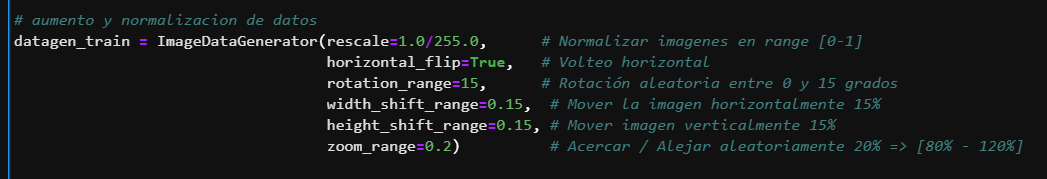 # aumento y normalizacion de datos
datagen_train = ImageDataGenerator(rescale=1.0/255.0,      # Normalizar imagenes en range [0-1]
                                   horizontal_flip=True,   # Volteo horizontal
                                   rotation_range=15,      # Rotación aleatoria entre 0 y 15 grados
                                   width_shift_range=0.15,  # Mover la imagen horizontalmente 15%
                                   height_shift_range=0.15, # Mover imagen verticalmente 15%
                                   zoom_range=0.2)          # Acercar / Alejar aleatoriamente 20% => [80% - 120%]